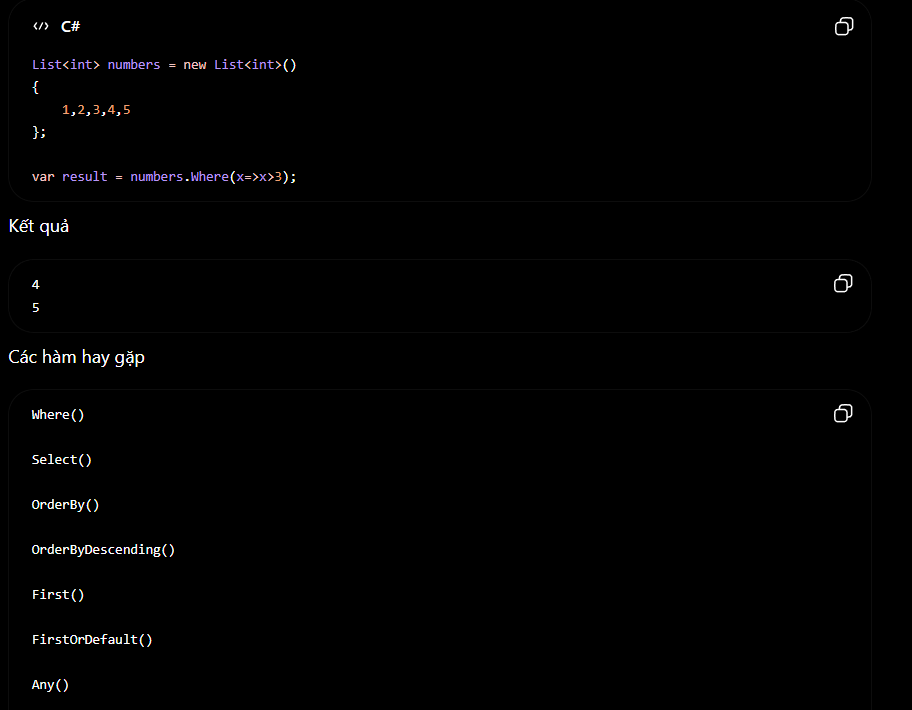 C#
List<int> numbers = new List<int>()
{
    1,2,3,4,5
};
var result = numbers.Where(x=>x>3);
Kết quả
4
5
Các hàm hay gặp
Where()
Select()
OrderBy()
OrderByDescending()
First()
FirstOrDefault()
Any()